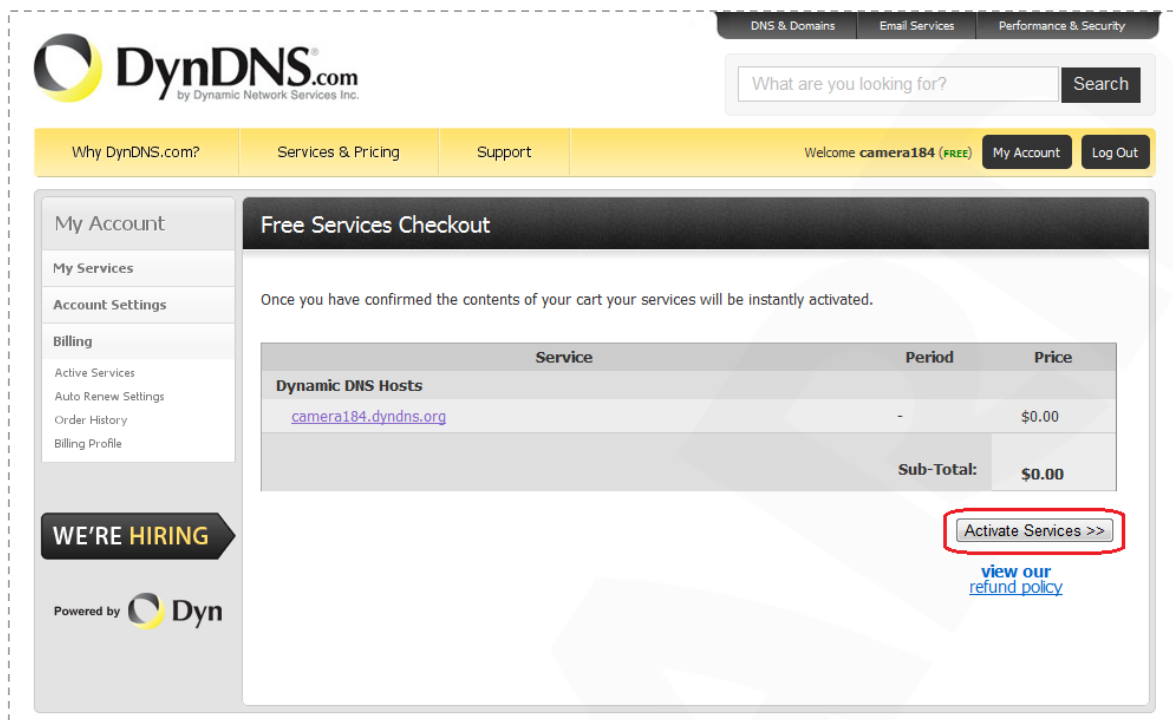 DNS & Domains Email Services Performance & Security
DynDNS.com
by Dynamic Network Services Inc.
What are you looking for? Search
Why DynDNS.com? Services & Pricing Support Welcome camera184 (FREE) My Account Log Out
My Account
My Services
Account Settings
Billing
Active Services
Auto Renew Settings
Order History
Billing Profile
WE'RE HIRING
Powered by Dyn
Free Services Checkout
Once you have confirmed the contents of your cart your services will be instantly activated.
Service Period Price
Dynamic DNS Hosts
camera184.dyndns.org - $0.00
Sub-Total: $0.00
Activate Services >>
view our
refund policy